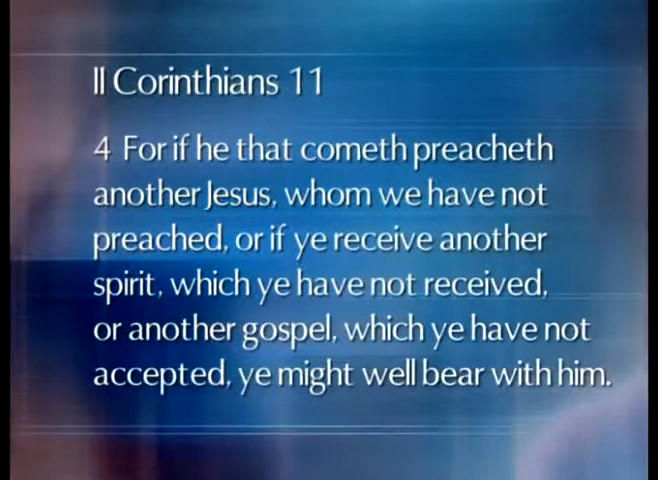 II Corinthians 11
4 For if he that cometh preacheth
another Jesus, whom we have not
preached, or if ye receive another
spirit, which ye have not received,
or another gospel, which ye have not
accepted, ye might well bear with him.